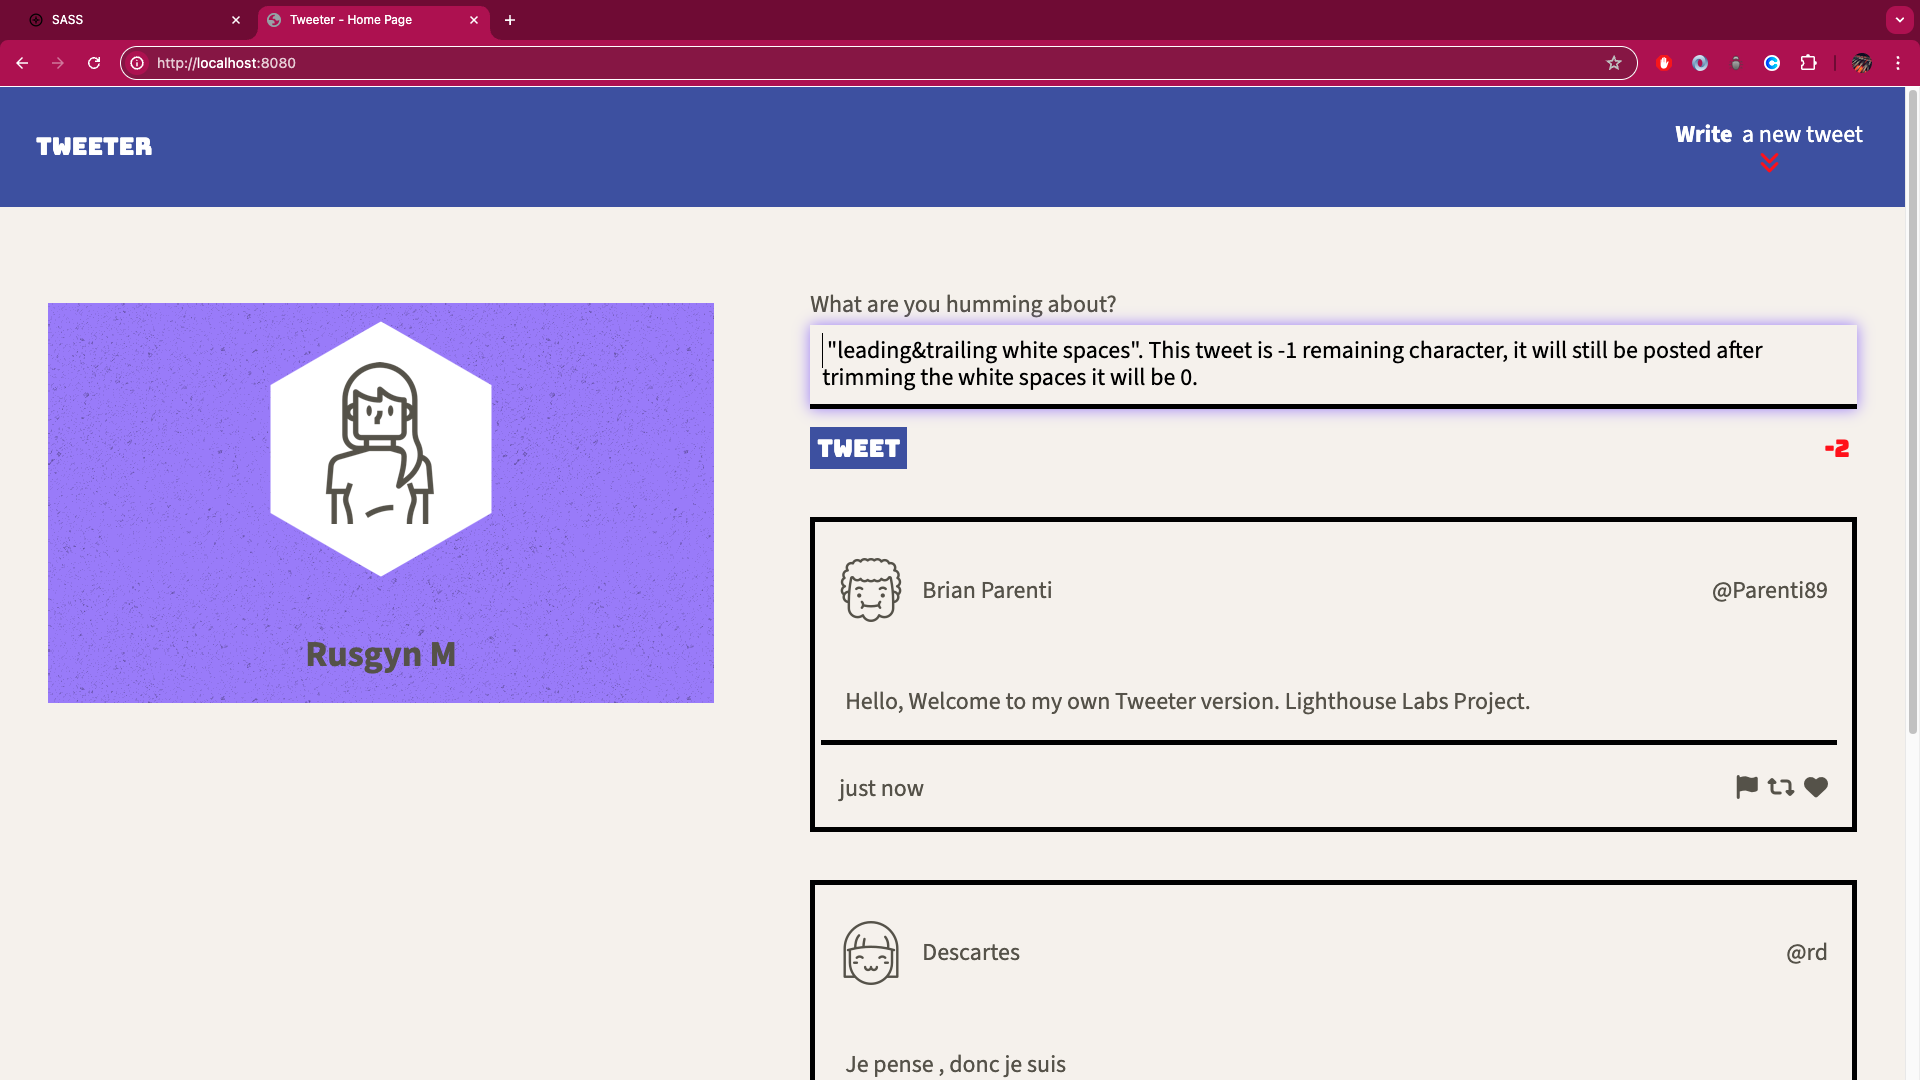 SASS
Tweeter - Home Page
http://localhost:8080
TWEETER
Write a new tweet
What are you humming about?
"leading&trailing white spaces". This tweet is -1 remaining character, it will still be posted after
trimming the white spaces it will be 0.
TWEET
-2
Rusgyn M
Brian Parenti
@Parenti89
Hello, Welcome to my own Tweeter version. Lighthouse Labs Project.
just now
Descartes
@rd
Je pense , donc je suis